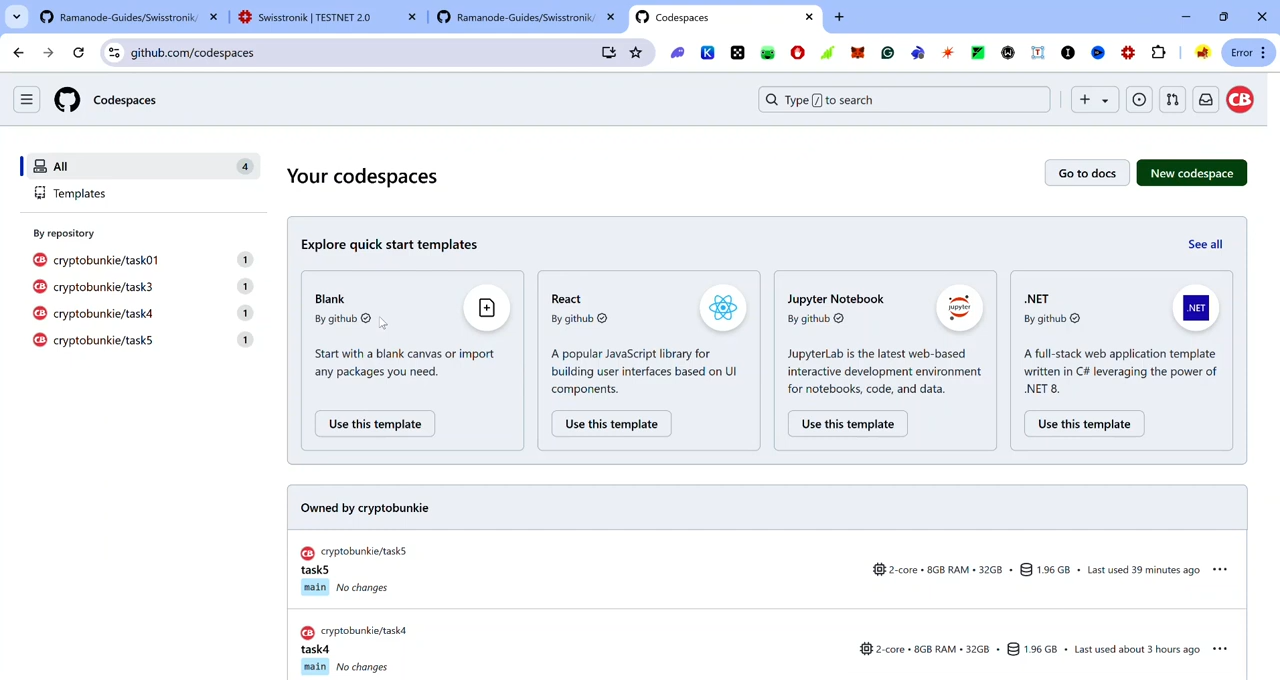 Ramanode-Guides/Swisstronik/
Swisstronik | TESTNET 2.0
Ramanode-Guides/Swisstronik/
Codespaces
github.com/codespaces
Error
Codespaces
Type / to search
CB
All 4
Templates
By repository
cryptobunkie/task01 1
cryptobunkie/task3 1
cryptobunkie/task4 1
cryptobunkie/task5 1
Your codespaces
Go to docs
New codespace
Explore quick start templates
See all
Blank
By github
Start with a blank canvas or import
any packages you need.
Use this template
React
By github
A popular JavaScript library for
building user interfaces based on UI
components.
Use this template
Jupyter Notebook
By github
jupyter
JupyterLab is the latest web-based
interactive development environment
for notebooks, code, and data.
Use this template
.NET
By github
.NET
A full-stack web application template
written in C# leveraging the power of
.NET 8.
Use this template
Owned by cryptobunkie
CB cryptobunkie/task5
task5
main No changes
2-core • 8GB RAM • 32GB • 1.96 GB • Last used 39 minutes ago
CB cryptobunkie/task4
task4
main No changes
2-core • 8GB RAM • 32GB • 1.96 GB • Last used about 3 hours ago